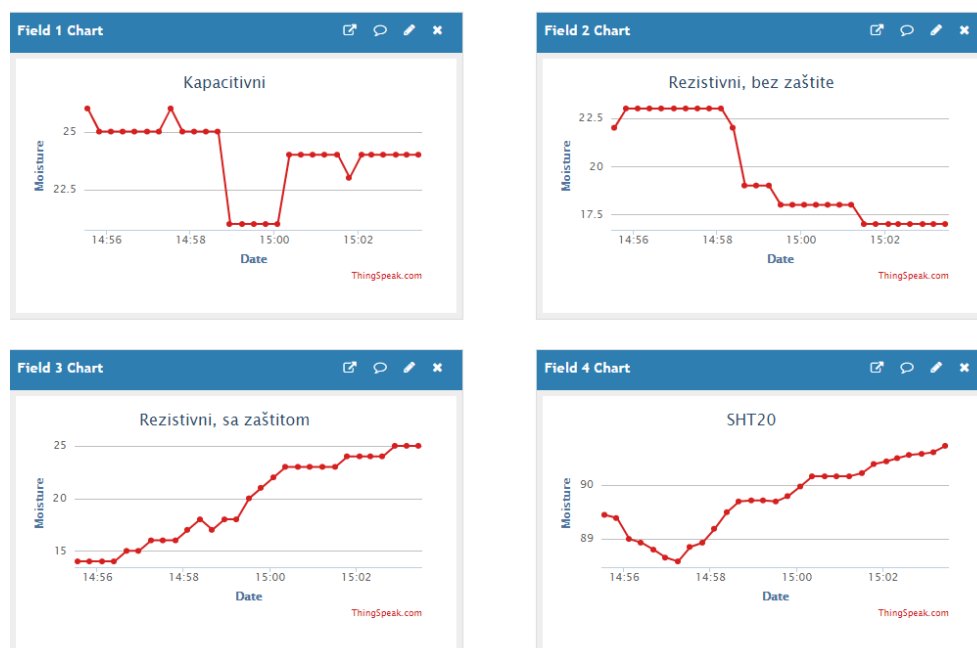 Field 1 Chart
Kapacitivni
25
22.5
Moisture
14:56 14:58 15:00 15:02
Date
ThingSpeak.com
Field 2 Chart
Rezistivni, bez zaštite
22.5
20
17.5
Moisture
14:56 14:58 15:00 15:02
Date
ThingSpeak.com
Field 3 Chart
Rezistivni, sa zaštitom
25
20
15
Moisture
14:56 14:58 15:00 15:02
Date
ThingSpeak.com
Field 4 Chart
SHT20
90
89
Moisture
14:56 14:58 15:00 15:02
Date
ThingSpeak.com